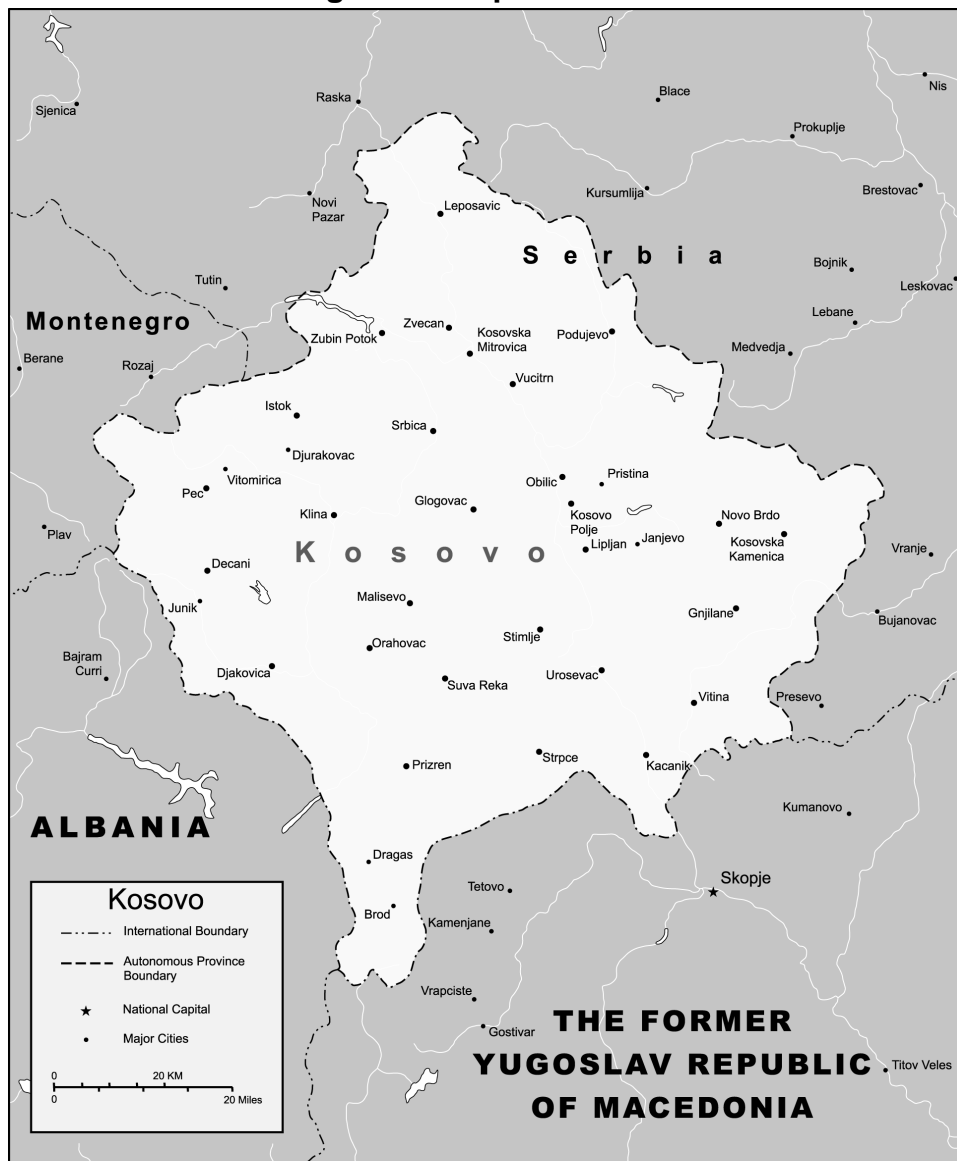 Raska
Blace
Nis
Sjenica
Prokuplje
Kursumlija
Brestovac
Novi
Pazar
Leposavic
Serbia
Bojnik
Tutin
Leskovac
Lebane
Montenegro
Zvecan
Zubin Potok
Kosovska
Mitrovica
Podujevo
Medvedja
Berane
Rozaj
Vucitrn
Istok
Srbica
Djurakovac
Vitomirica
Pec
Obilic
Pristina
Klina
Glogovac
Kosovo
Polje
Novo Brdo
Plav
Kosovska
Kamenica
Janjevo
Lipljan
Kosovo
Vranje
Decani
Junik
Malisevo
Gnjilane
Bujanovac
Stimlje
Orahovac
Bajram
Curri
Djakovica
Suva Reka
Urosevac
Vitina
Presevo
Strpce
Prizren
Kacanik
Kumanovo
ALBANIA
Dragas
Skopje
Tetovo
Brod
Kamenjane
Vrapciste
Gostivar
THE FORMER
YUGOSLAV REPUBLIC
OF MACEDONIA
Titov Veles
Kosovo
International Boundary
Autonomous Province
Boundary
National Capital
Major Cities
0 20 KM
0 20 Miles